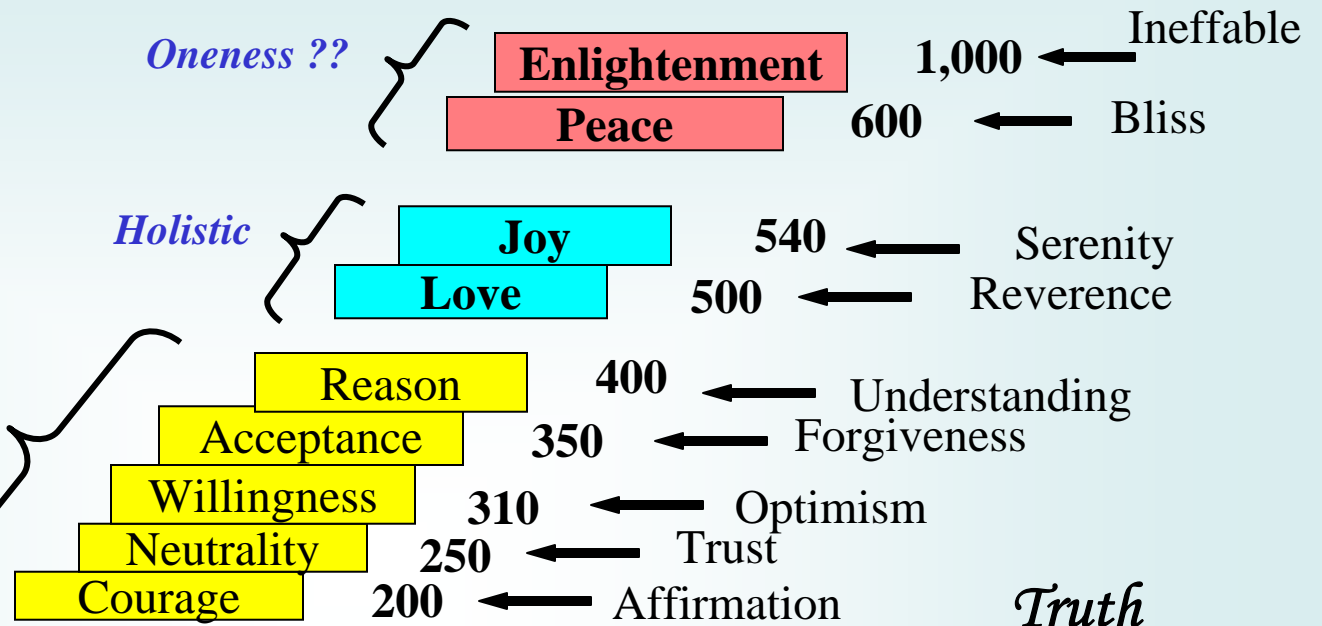 Oneness ?? Enlightenment 1,000 Ineffable
Peace 600 Bliss
Holistic Joy 540 Serenity
Love 500 Reverence
Reason 400 Understanding
Acceptance 350 Forgiveness
Willingness 310 Optimism
Neutrality 250 Trust
Courage 200 Affirmation Truth